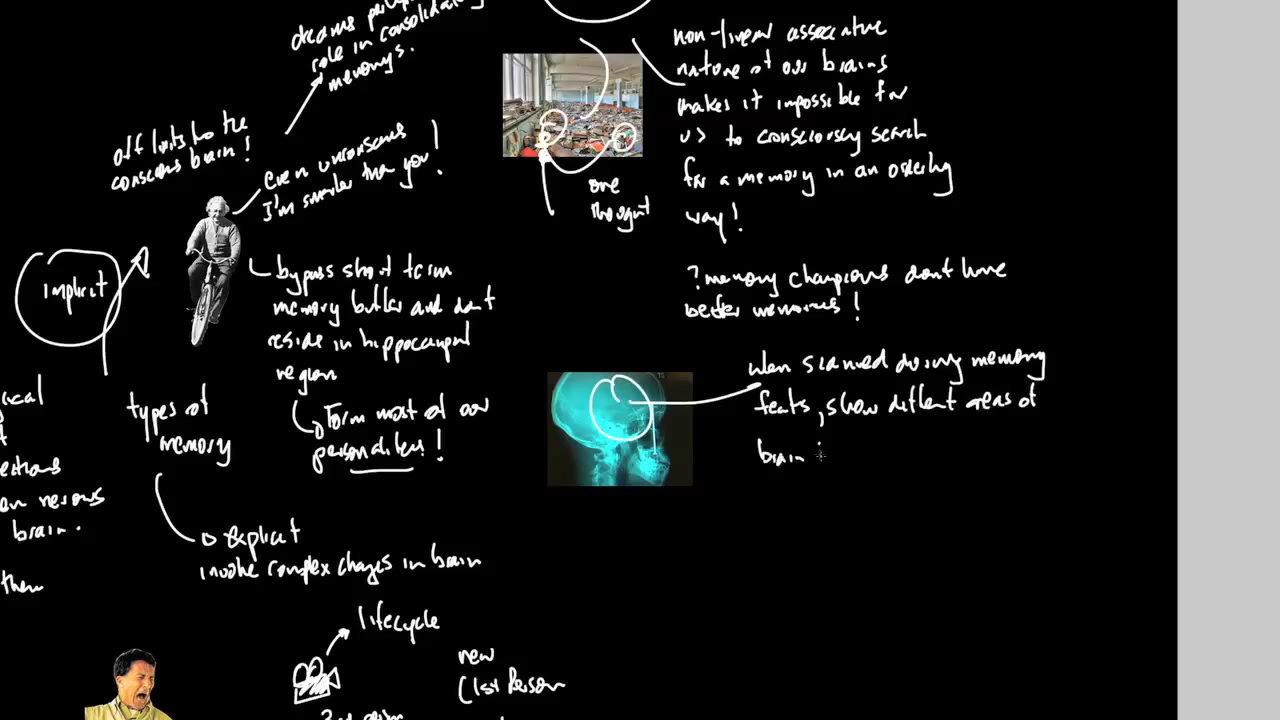 dreams
role in consolidating
memorys.
off limits to the
conscious brain!
even unconscious
I'm smarter than you!
implicit
bypass short term
memory buffer and don't
reside in hippocampal
region
Form most of our
personalities!
types of
memory
explicit
involve complex changes in brain
lifecycle
new
(1st Person
brain.
them
non-linear associative
nature of our brains
makes it impossible for
us to consciously search
for a memory in an orderly
way!
one
thought
? memory champions don't have
better memories!
when scanned doing memory
feats, show different areas of
brain